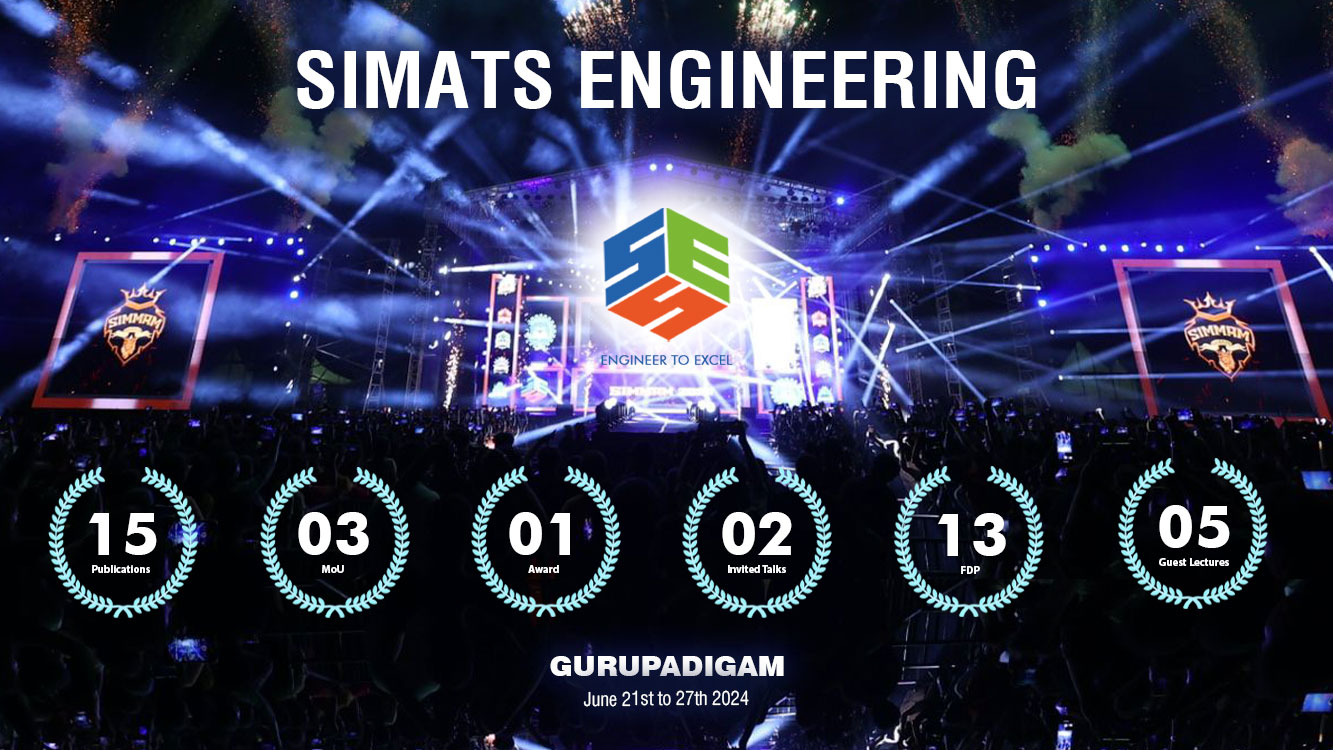 SIMATS ENGINEERING
SIMMAM
SES
SIMMAM
ENGINEER TO EXCEL
15
Publications
03
MoU
01
Award
02
Invited Talks
13
FDP
05
Guest Lectures
GURUPADIGAM
June 21st to 27th 2024